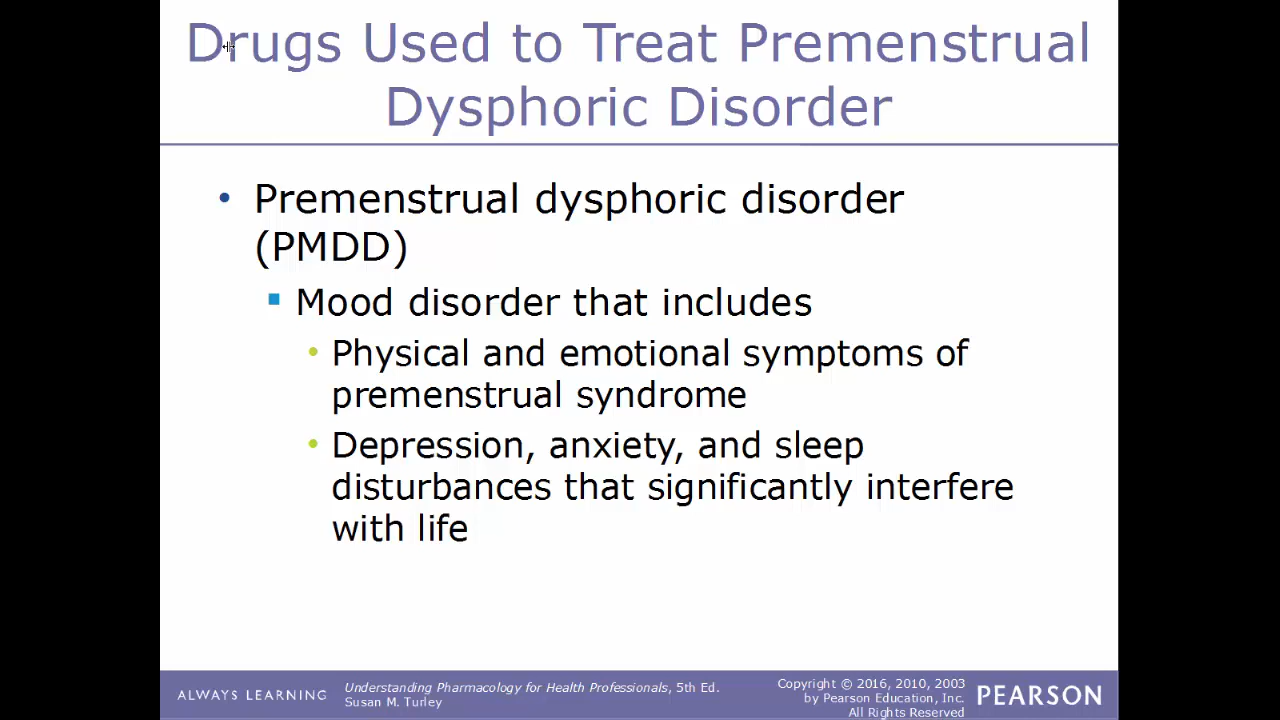 Drugs Used to Treat Premenstrual
Dysphoric Disorder
• Premenstrual dysphoric disorder
(PMDD)
▪ Mood disorder that includes
• Physical and emotional symptoms of
premenstrual syndrome
• Depression, anxiety, and sleep
disturbances that significantly interfere
with life
ALWAYS LEARNING
Understanding Pharmacology for Health Professionals, 5th Ed.
Susan M. Turley
Copyright © 2016, 2010, 2003
by Pearson Education, Inc.
All Rights Reserved
PEARSON